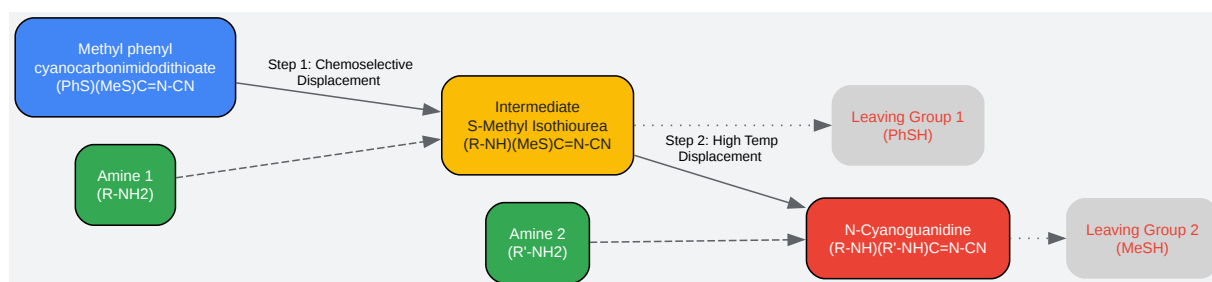 Methyl phenyl
cyanocarbonimidodithioate
(PhS)(MeS)C=N-CN
Step 1: Chemoselective
Displacement
Amine 1
(R-NH2)
Intermediate
S-Methyl Isothiourea
(R-NH)(MeS)C=N-CN
Leaving Group 1
(PhSH)
Step 2: High Temp
Displacement
Amine 2
(R'-NH2)
N-Cyanoguanidine
(R-NH)(R'-NH)C=N-CN
Leaving Group 2
(MeSH)